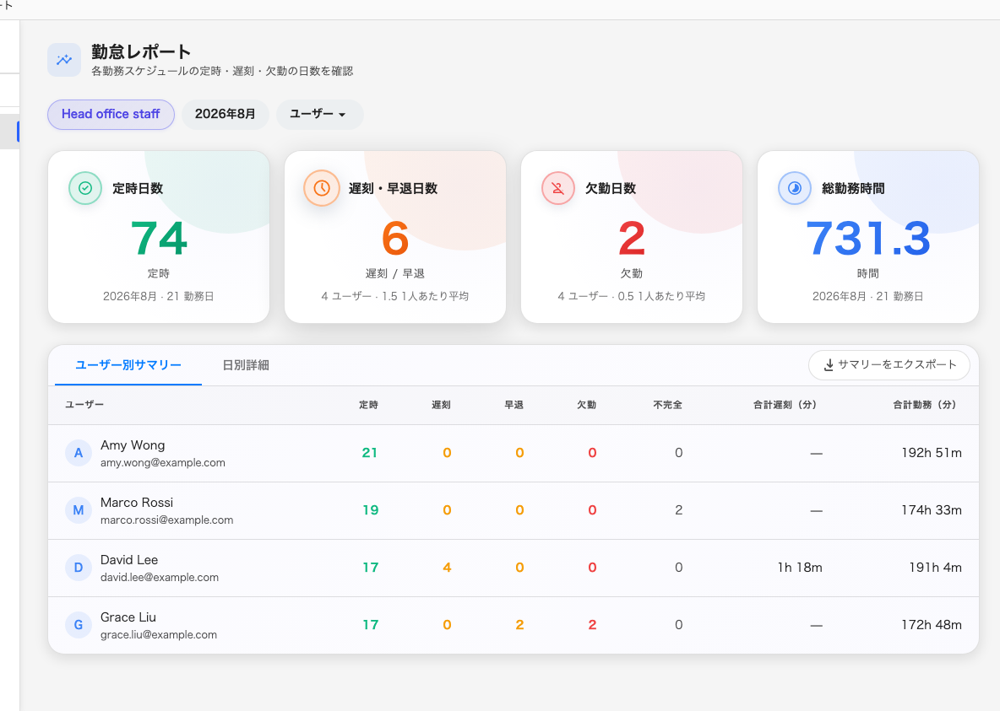 ート
勤怠レポート
各勤務スケジュールの定時・遅刻・欠勤の日数を確認
Head office staff
2026年8月
ユーザー
定時日数
74
定時
2026年8月 · 21 勤務日
遅刻・早退日数
6
遅刻 / 早退
4 ユーザー · 1.5 1人あたり平均
欠勤日数
2
欠勤
4 ユーザー · 0.5 1人あたり平均
総勤務時間
731.3
時間
2026年8月 · 21 勤務日
ユーザー別サマリー 日別詳細 サマリーをエクスポート
ユーザー 定時 遅刻 早退 欠勤 不完全 合計遅刻（分） 合計勤務（分）
A Amy Wong 21 0 0 0 0 — 192h 51m
amy.wong@example.com
M Marco Rossi 19 0 0 0 2 — 174h 33m
marco.rossi@example.com
D David Lee 17 4 0 0 0 1h 18m 191h 4m
david.lee@example.com
G Grace Liu 17 0 2 2 0 — 172h 48m
grace.liu@example.com